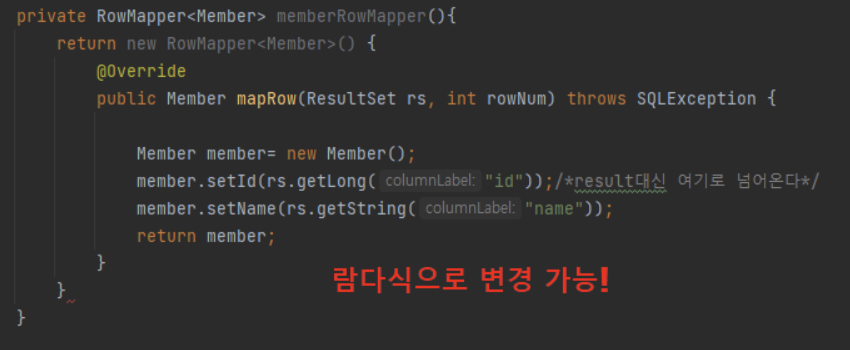 private RowMapper<Member> memberRowMapper(){
return new RowMapper<Member>() {
@Override
public Member mapRow(ResultSet rs, int rowNum) throws SQLException {
Member member= new Member();
member.setId(rs.getLong( columnLabel: "id"));/*result대신 여기로 넘어온다*/
member.setName(rs.getString( columnLabel: "name"));
return member;
}
람다식으로 변경 가능!
}
}